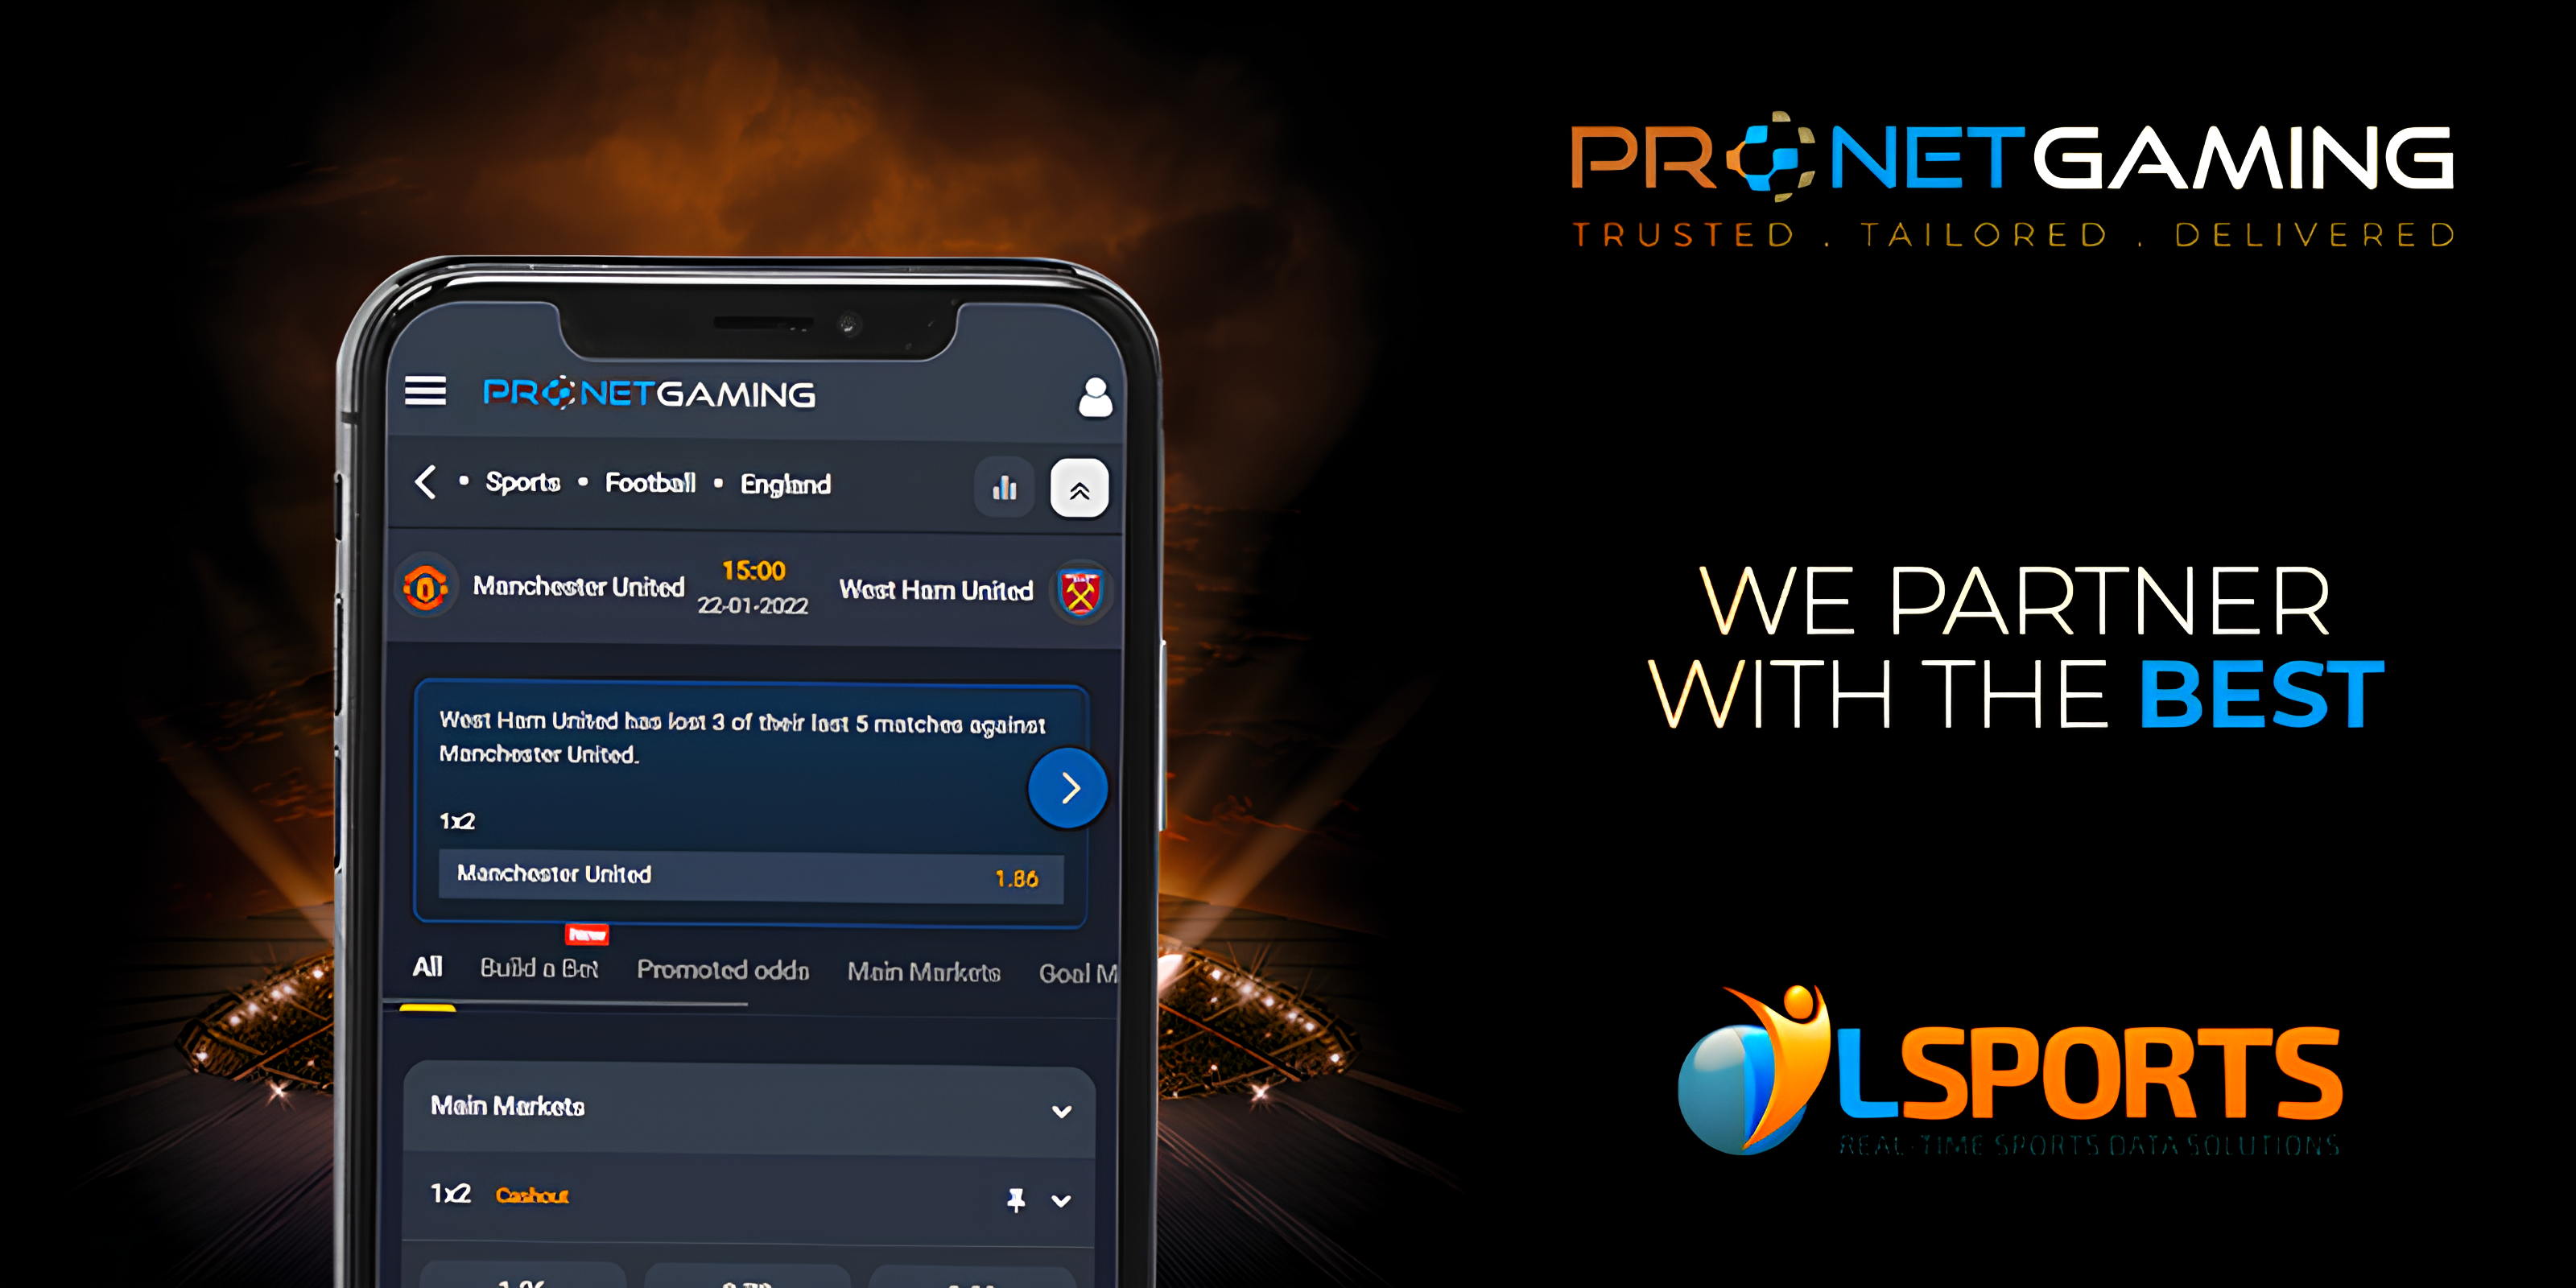 PRONETGAMING
TRUSTED . TAILORED . DELIVERED
PRONETGAMING
• Sports • Football • England
Manchester United
15:00
22-01-2022
West Ham United
West Ham United has lost 3 of their last 5 matches against
Manchester United.
1x2
Manchester United 1.86
New
All Build a Bet Promoted odds Main Markets Goal M
Main Markets
1x2 Cashout
WE PARTNER
WITH THE BEST
LSPORTS
REAL-TIME SPORTS DATA SOLUTIONS